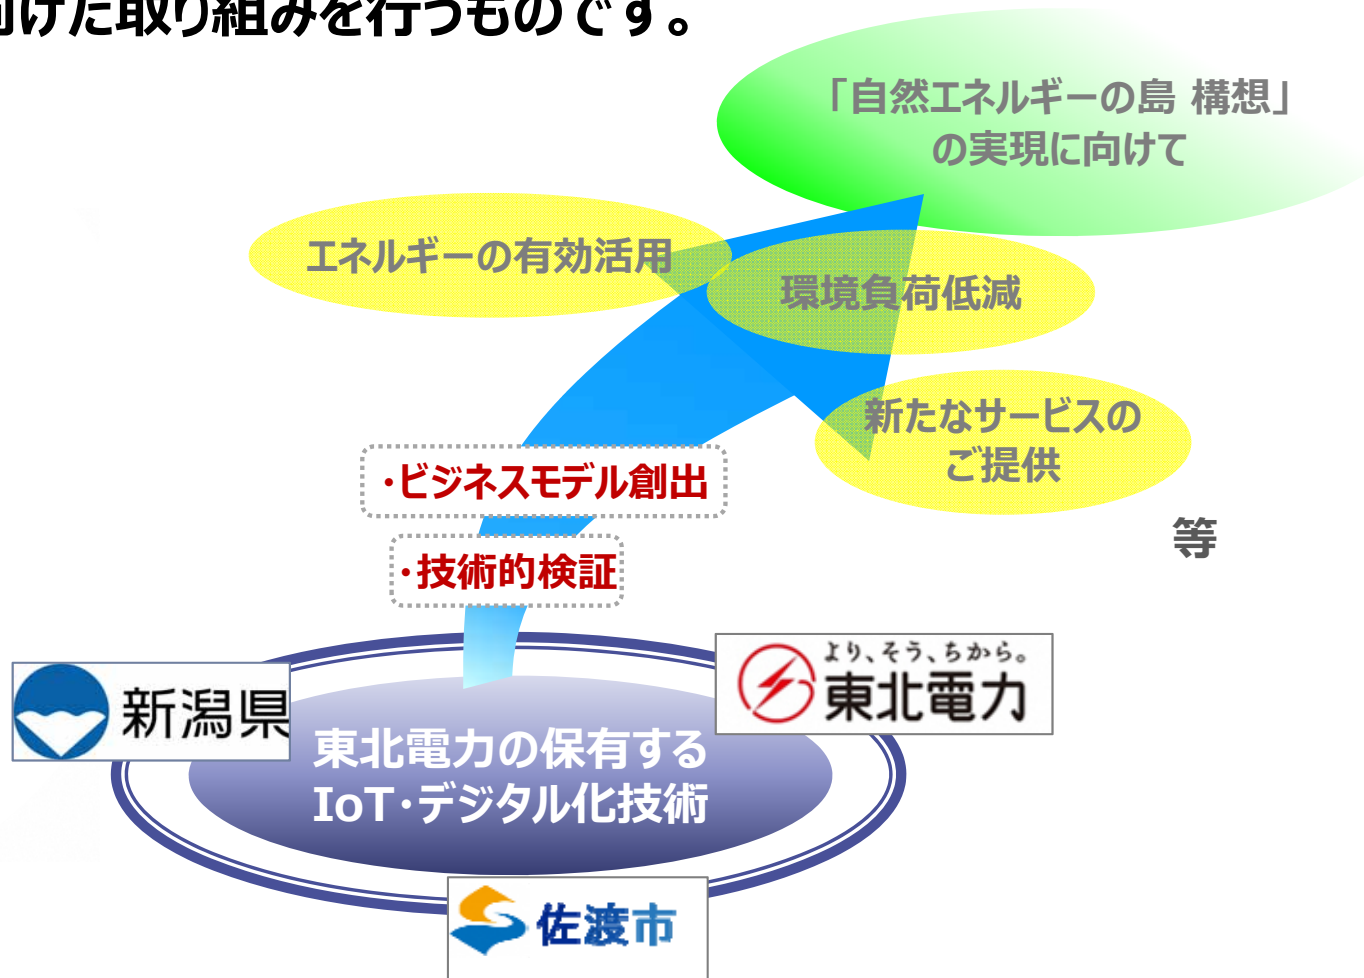 向けた取り組みを行うものです。
「自然エネルギーの島 構想」
の実現に向けて
エネルギーの有効活用
環境負荷低減
新たなサービスの
ご提供
等
・ビジネスモデル創出
・技術的検証
新潟県
より、そう、ちから。
東北電力
東北電力の保有する
IoT・デジタル化技術
佐渡市